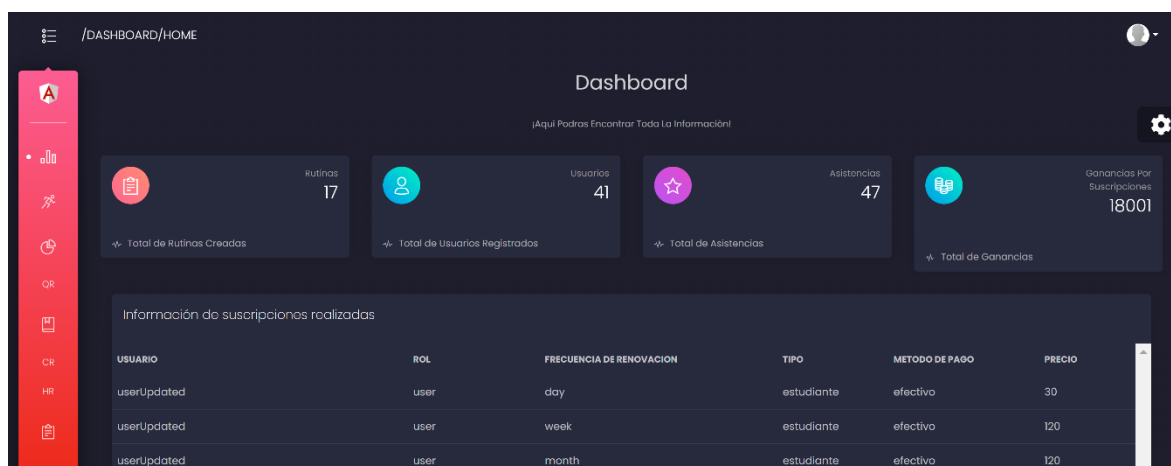 /DASHBOARD/HOME
Dashboard
¡Aquí Podras Encontrar Toda La Información!
Rutinas
17
Total de Rutinas Creadas
Usuarios
41
Total de Usuarios Registrados
Asistencias
47
Total de Asistencias
Ganancias Por
Suscripciones
18001
Total de Ganancias
A
QR
CR
HR
Información de suscripciones realizadas
USUARIO ROL FRECUENCIA DE RENOVACION TIPO METODO DE PAGO PRECIO
userUpdated user day estudiante efectivo 30
userUpdated user week estudiante efectivo 120
userUpdated user month estudiante efectivo 120